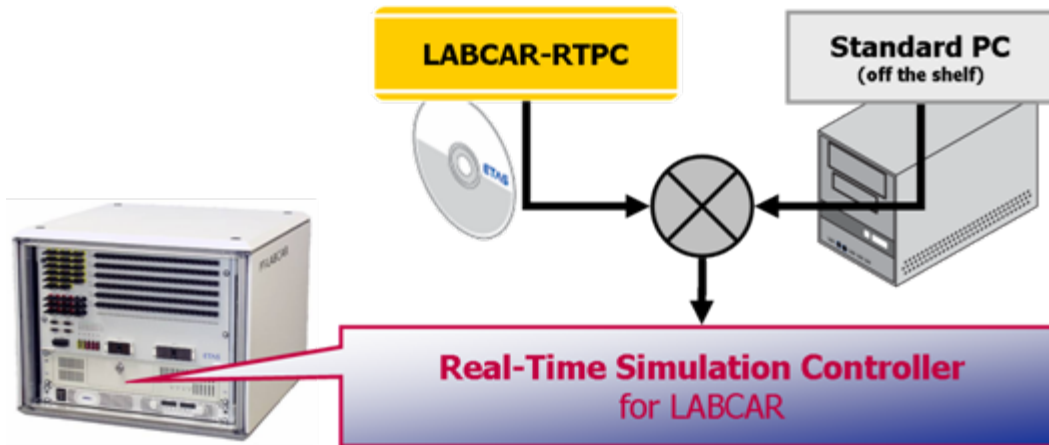 LABCAR-RTPC
Standard PC
(off the shelf)
ETAS
LABCAR
ETAS
Real-Time Simulation Controller
for LABCAR